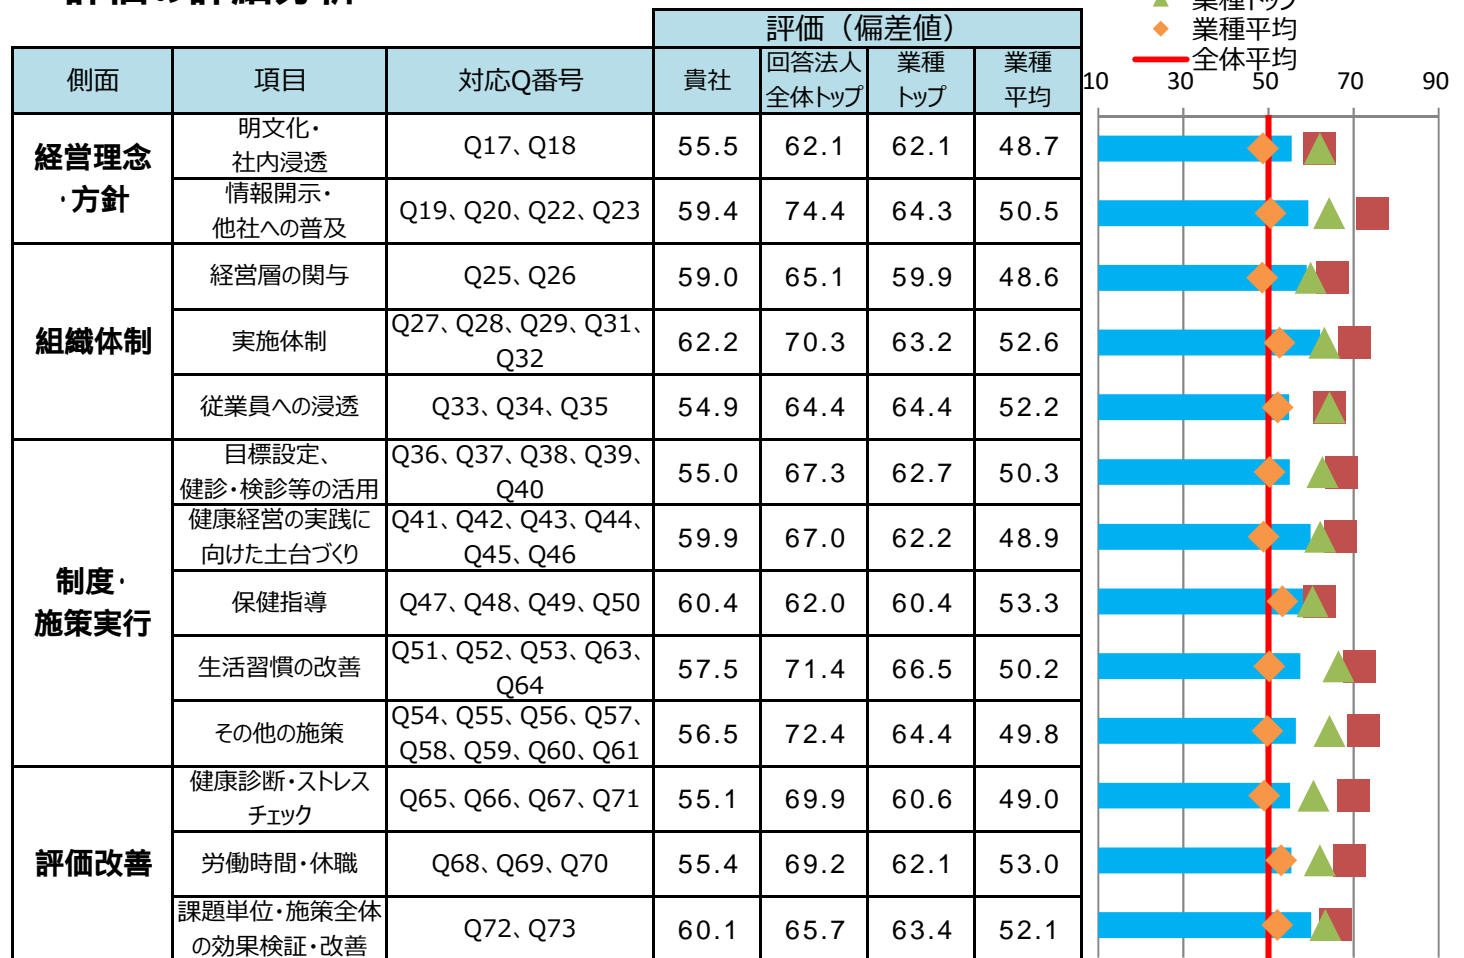 評価の詳細分析
業種トップ
業種平均
全体平均
評価（偏差値）
側面 項目 対応Q番号 貴社 回答法人全体トップ 業種トップ 業種平均
10 30 50 70 90
経営理念・方針
明文化・社内浸透 Q17、Q18 55.5 62.1 62.1 48.7
情報開示・他社への普及 Q19、Q20、Q22、Q23 59.4 74.4 64.3 50.5
組織体制
経営層の関与 Q25、Q26 59.0 65.1 59.9 48.6
実施体制 Q27、Q28、Q29、Q31、Q32 62.2 70.3 63.2 52.6
従業員への浸透 Q33、Q34、Q35 54.9 64.4 64.4 52.2
制度・施策実行
目標設定、健診・検診等の活用 Q36、Q37、Q38、Q39、Q40 55.0 67.3 62.7 50.3
健康経営の実践に向けた土台づくり Q41、Q42、Q43、Q44、Q45、Q46 59.9 67.0 62.2 48.9
保健指導 Q47、Q48、Q49、Q50 60.4 62.0 60.4 53.3
生活習慣の改善 Q51、Q52、Q53、Q63、Q64 57.5 71.4 66.5 50.2
その他の施策 Q54、Q55、Q56、Q57、Q58、Q59、Q60、Q61 56.5 72.4 64.4 49.8
評価改善
健康診断・ストレスチェック Q65、Q66、Q67、Q71 55.1 69.9 60.6 49.0
労働時間・休職 Q68、Q69、Q70 55.4 69.2 62.1 53.0
課題単位・施策全体の効果検証・改善 Q72、Q73 60.1 65.7 63.4 52.1